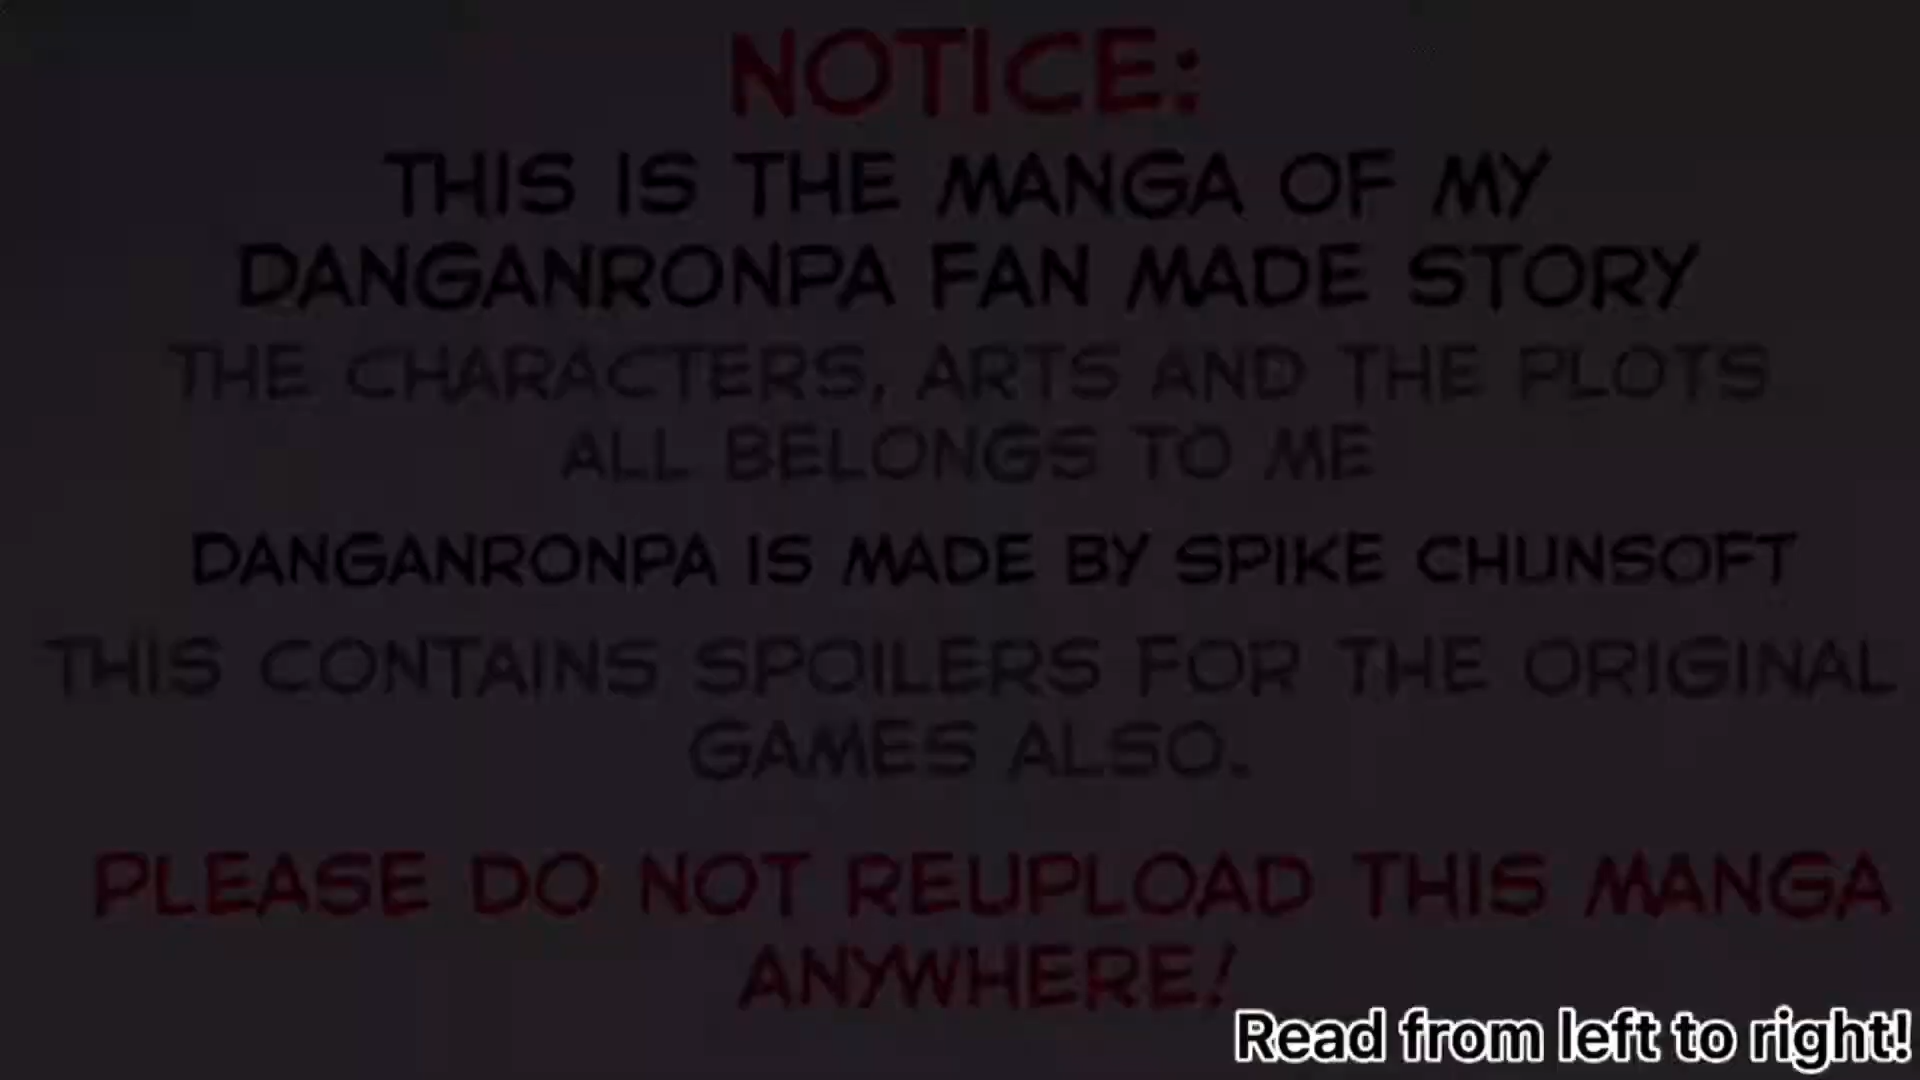 NOTICE:
THIS IS THE MANGA OF MY
DANGANRONPA FAN MADE STORY
THE CHARACTERS, ARTS AND THE PLOTS
ALL BELONGS TO ME
DANGANRONPA IS MADE BY SPIKE CHUNSOFT
THIS CONTAINS SPOILERS FOR THE ORIGINAL
GAMES ALSO.
PLEASE DO NOT REUPLOAD THIS MANGA
ANYWHERE!
Read from left to right!